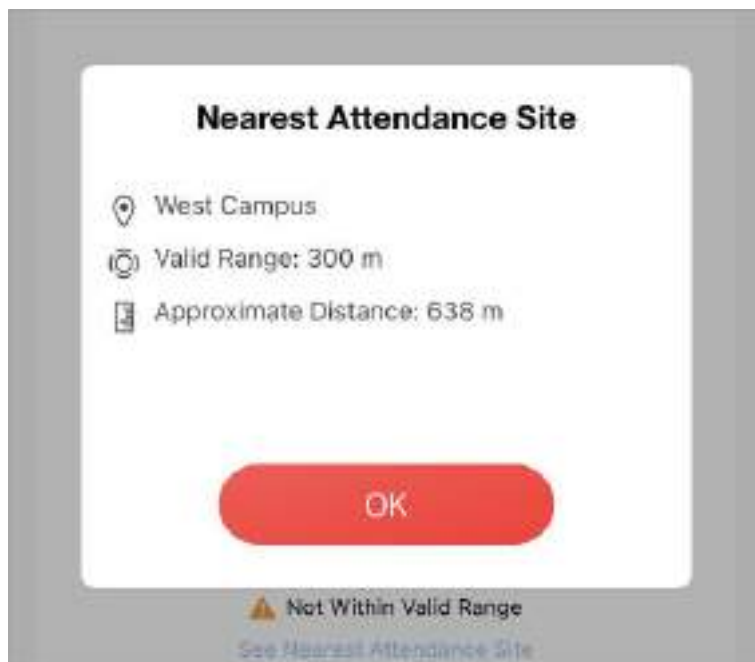 Nearest Attendance Site
West Campus
Valid Range: 300 m
Approximate Distance: 638 m
OK
Not Within Valid Range
See Nearest Attendance Site